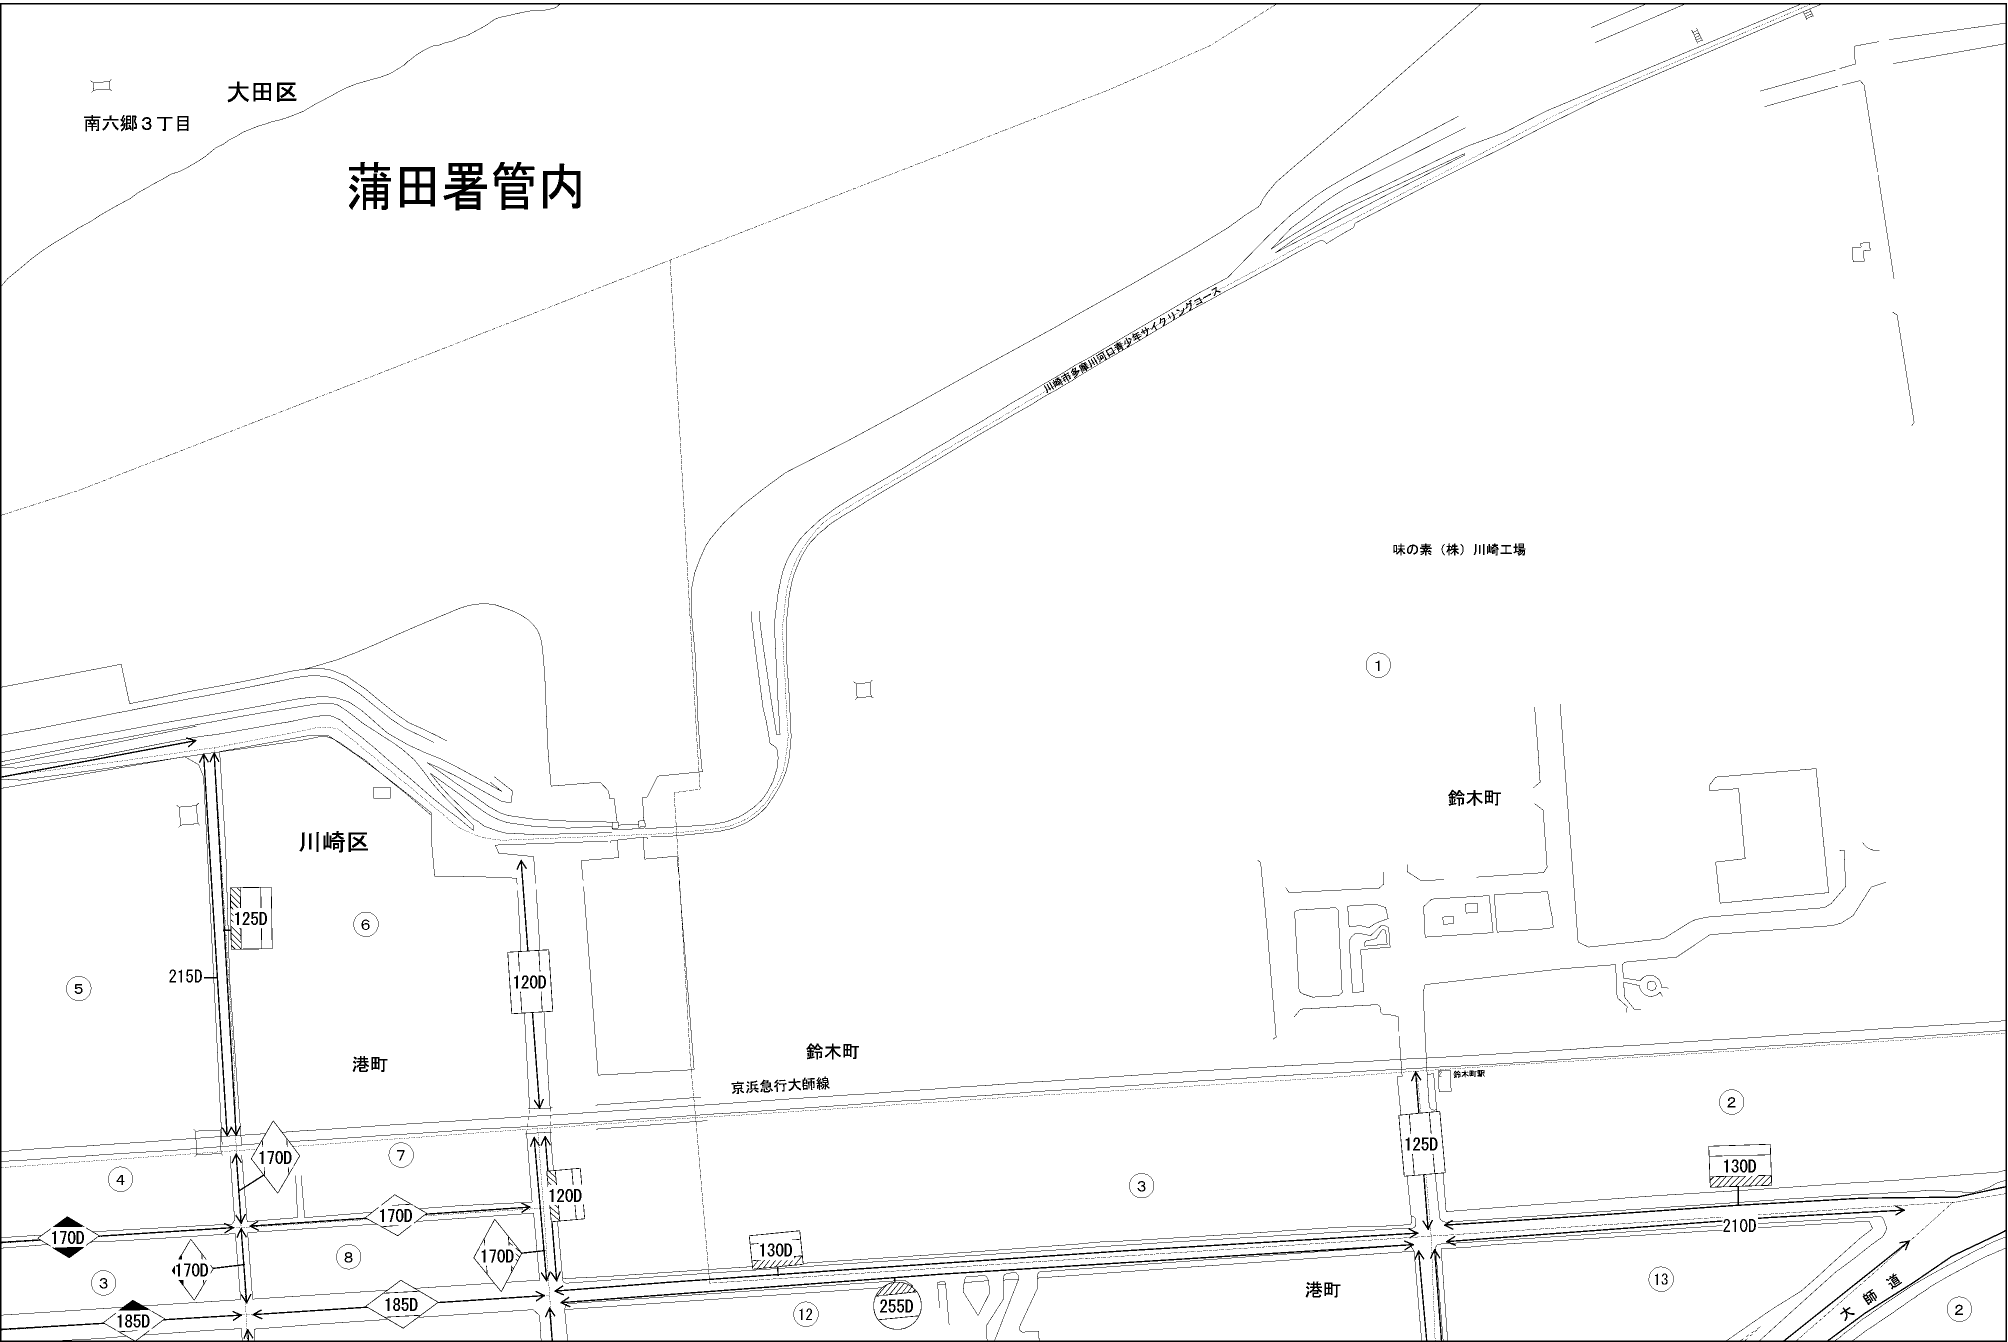 大田区
南六郷3丁目
蒲田署管内
川崎市多摩川河口青少年サイクリングコース
味の素（株）川崎工場
1
鈴木町
川崎区
125D
6
215D
120D
5
鈴木町
港町
京浜急行大師線
鈴木町駅
2
125D
130D
170D
7
4
120D
3
170D
170D
210D
130D
170D
170D
8
3
13
港町
大師道
255D
185D
185D
12
2